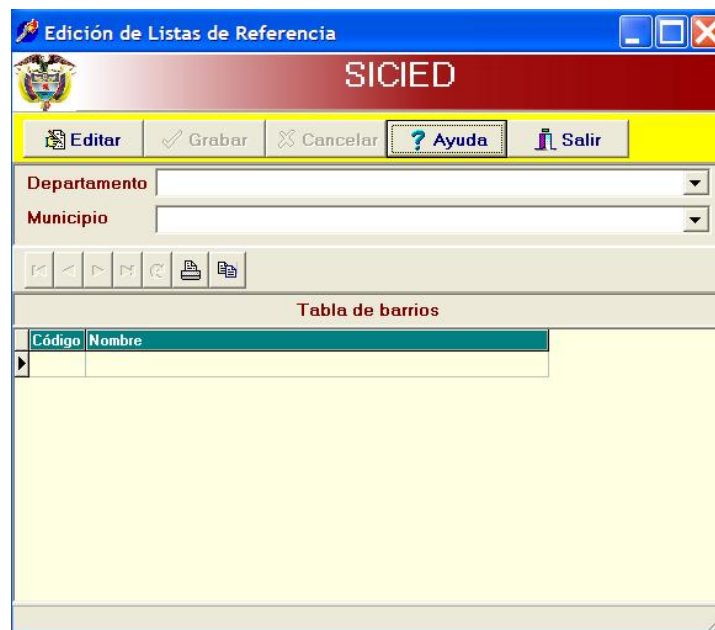 Edición de Listas de Referencia
SICIED
Editar Grabar Cancelar ? Ayuda Salir
Departamento
Municipio
Tabla de barrios
Código Nombre